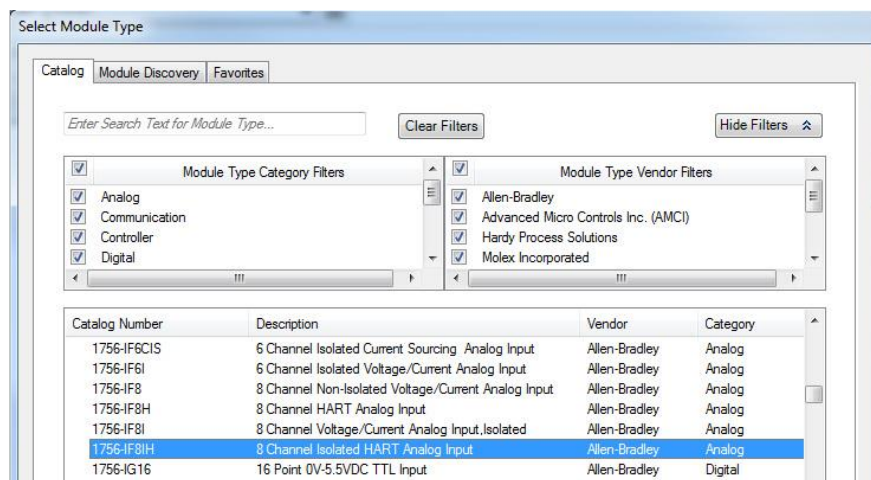 Select Module Type
Catalog Module Discovery Favorites
Enter Search Text for Module Type... Clear Filters Hide Filters
Module Type Category Filters Module Type Vendor Filters
Analog Allen-Bradley
Communication Advanced Micro Controls Inc. (AMCI)
Controller Hardy Process Solutions
Digital Molex Incorporated
Catalog Number Description Vendor Category
1756-IF6CIS 6 Channel Isolated Current Sourcing Analog Input Allen-Bradley Analog
1756-IF6I 6 Channel Isolated Voltage/Current Analog Input Allen-Bradley Analog
1756-IF8 8 Channel Non-Isolated Voltage/Current Analog Input Allen-Bradley Analog
1756-IF8H 8 Channel HART Analog Input Allen-Bradley Analog
1756-IF8I 8 Channel Voltage/Current Analog Input,Isolated Allen-Bradley Analog
1756-IF8IH 8 Channel Isolated HART Analog Input Allen-Bradley Analog
1756-IG16 16 Point 0V-5.5VDC TTL Input Allen-Bradley Digital